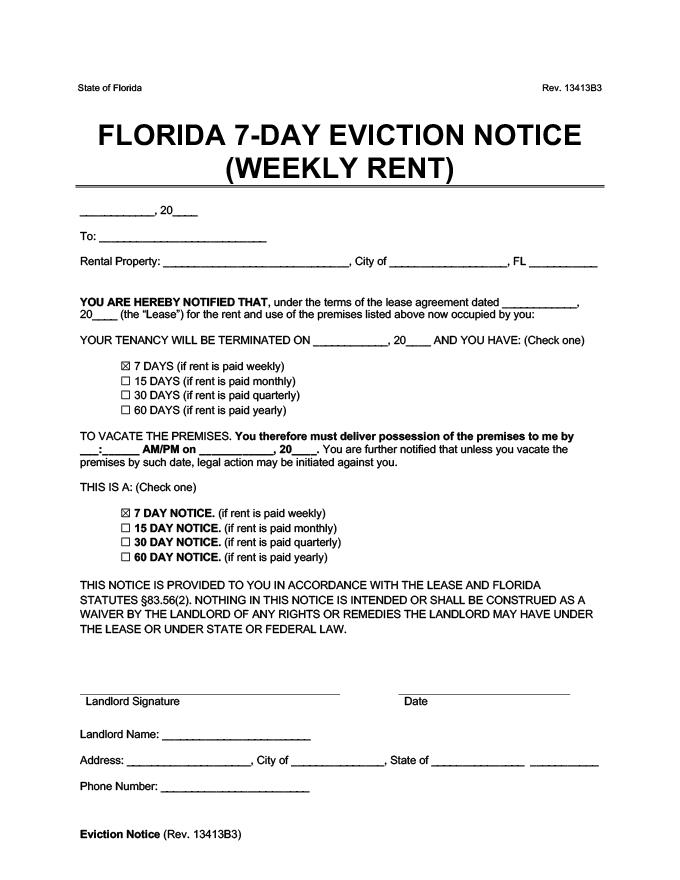 State of Florida Rev. 13413B3
FLORIDA 7-DAY EVICTION NOTICE
(WEEKLY RENT)
____________, 20____
To: ___________________________
Rental Property: ______________________________, City of ___________________, FL ___________
YOU ARE HEREBY NOTIFIED THAT, under the terms of the lease agreement dated ____________,
20____ (the “Lease”) for the rent and use of the premises listed above now occupied by you:
YOUR TENANCY WILL BE TERMINATED ON ____________, 20____ AND YOU HAVE: (Check one)
☒ 7 DAYS (if rent is paid weekly)
☐ 15 DAYS (if rent is paid monthly)
☐ 30 DAYS (if rent is paid quarterly)
☐ 60 DAYS (if rent is paid yearly)
TO VACATE THE PREMISES. You therefore must deliver possession of the premises to me by
___:______ AM/PM on ____________, 20____. You are further notified that unless you vacate the
premises by such date, legal action may be initiated against you.
THIS IS A: (Check one)
☒ 7 DAY NOTICE. (if rent is paid weekly)
☐ 15 DAY NOTICE. (if rent is paid monthly)
☐ 30 DAY NOTICE. (if rent is paid quarterly)
☐ 60 DAY NOTICE. (if rent is paid yearly)
THIS NOTICE IS PROVIDED TO YOU IN ACCORDANCE WITH THE LEASE AND FLORIDA
STATUTES §83.56(2). NOTHING IN THIS NOTICE IS INTENDED OR SHALL BE CONSTRUED AS A
WAIVER BY THE LANDLORD OF ANY RIGHTS OR REMEDIES THE LANDLORD MAY HAVE UNDER
THE LEASE OR UNDER STATE OR FEDERAL LAW.
Landlord Signature Date
Landlord Name: ________________________
Address: ____________________, City of _______________, State of _______________ ___________
Phone Number: ________________________
Eviction Notice (Rev. 13413B3)